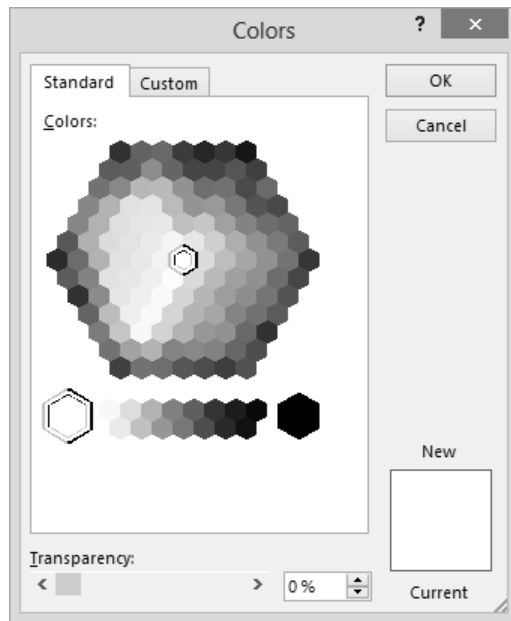 Colors
? ×
Standard
Custom
OK
Cancel
Colors:
New
Transparency:
0 %
Current